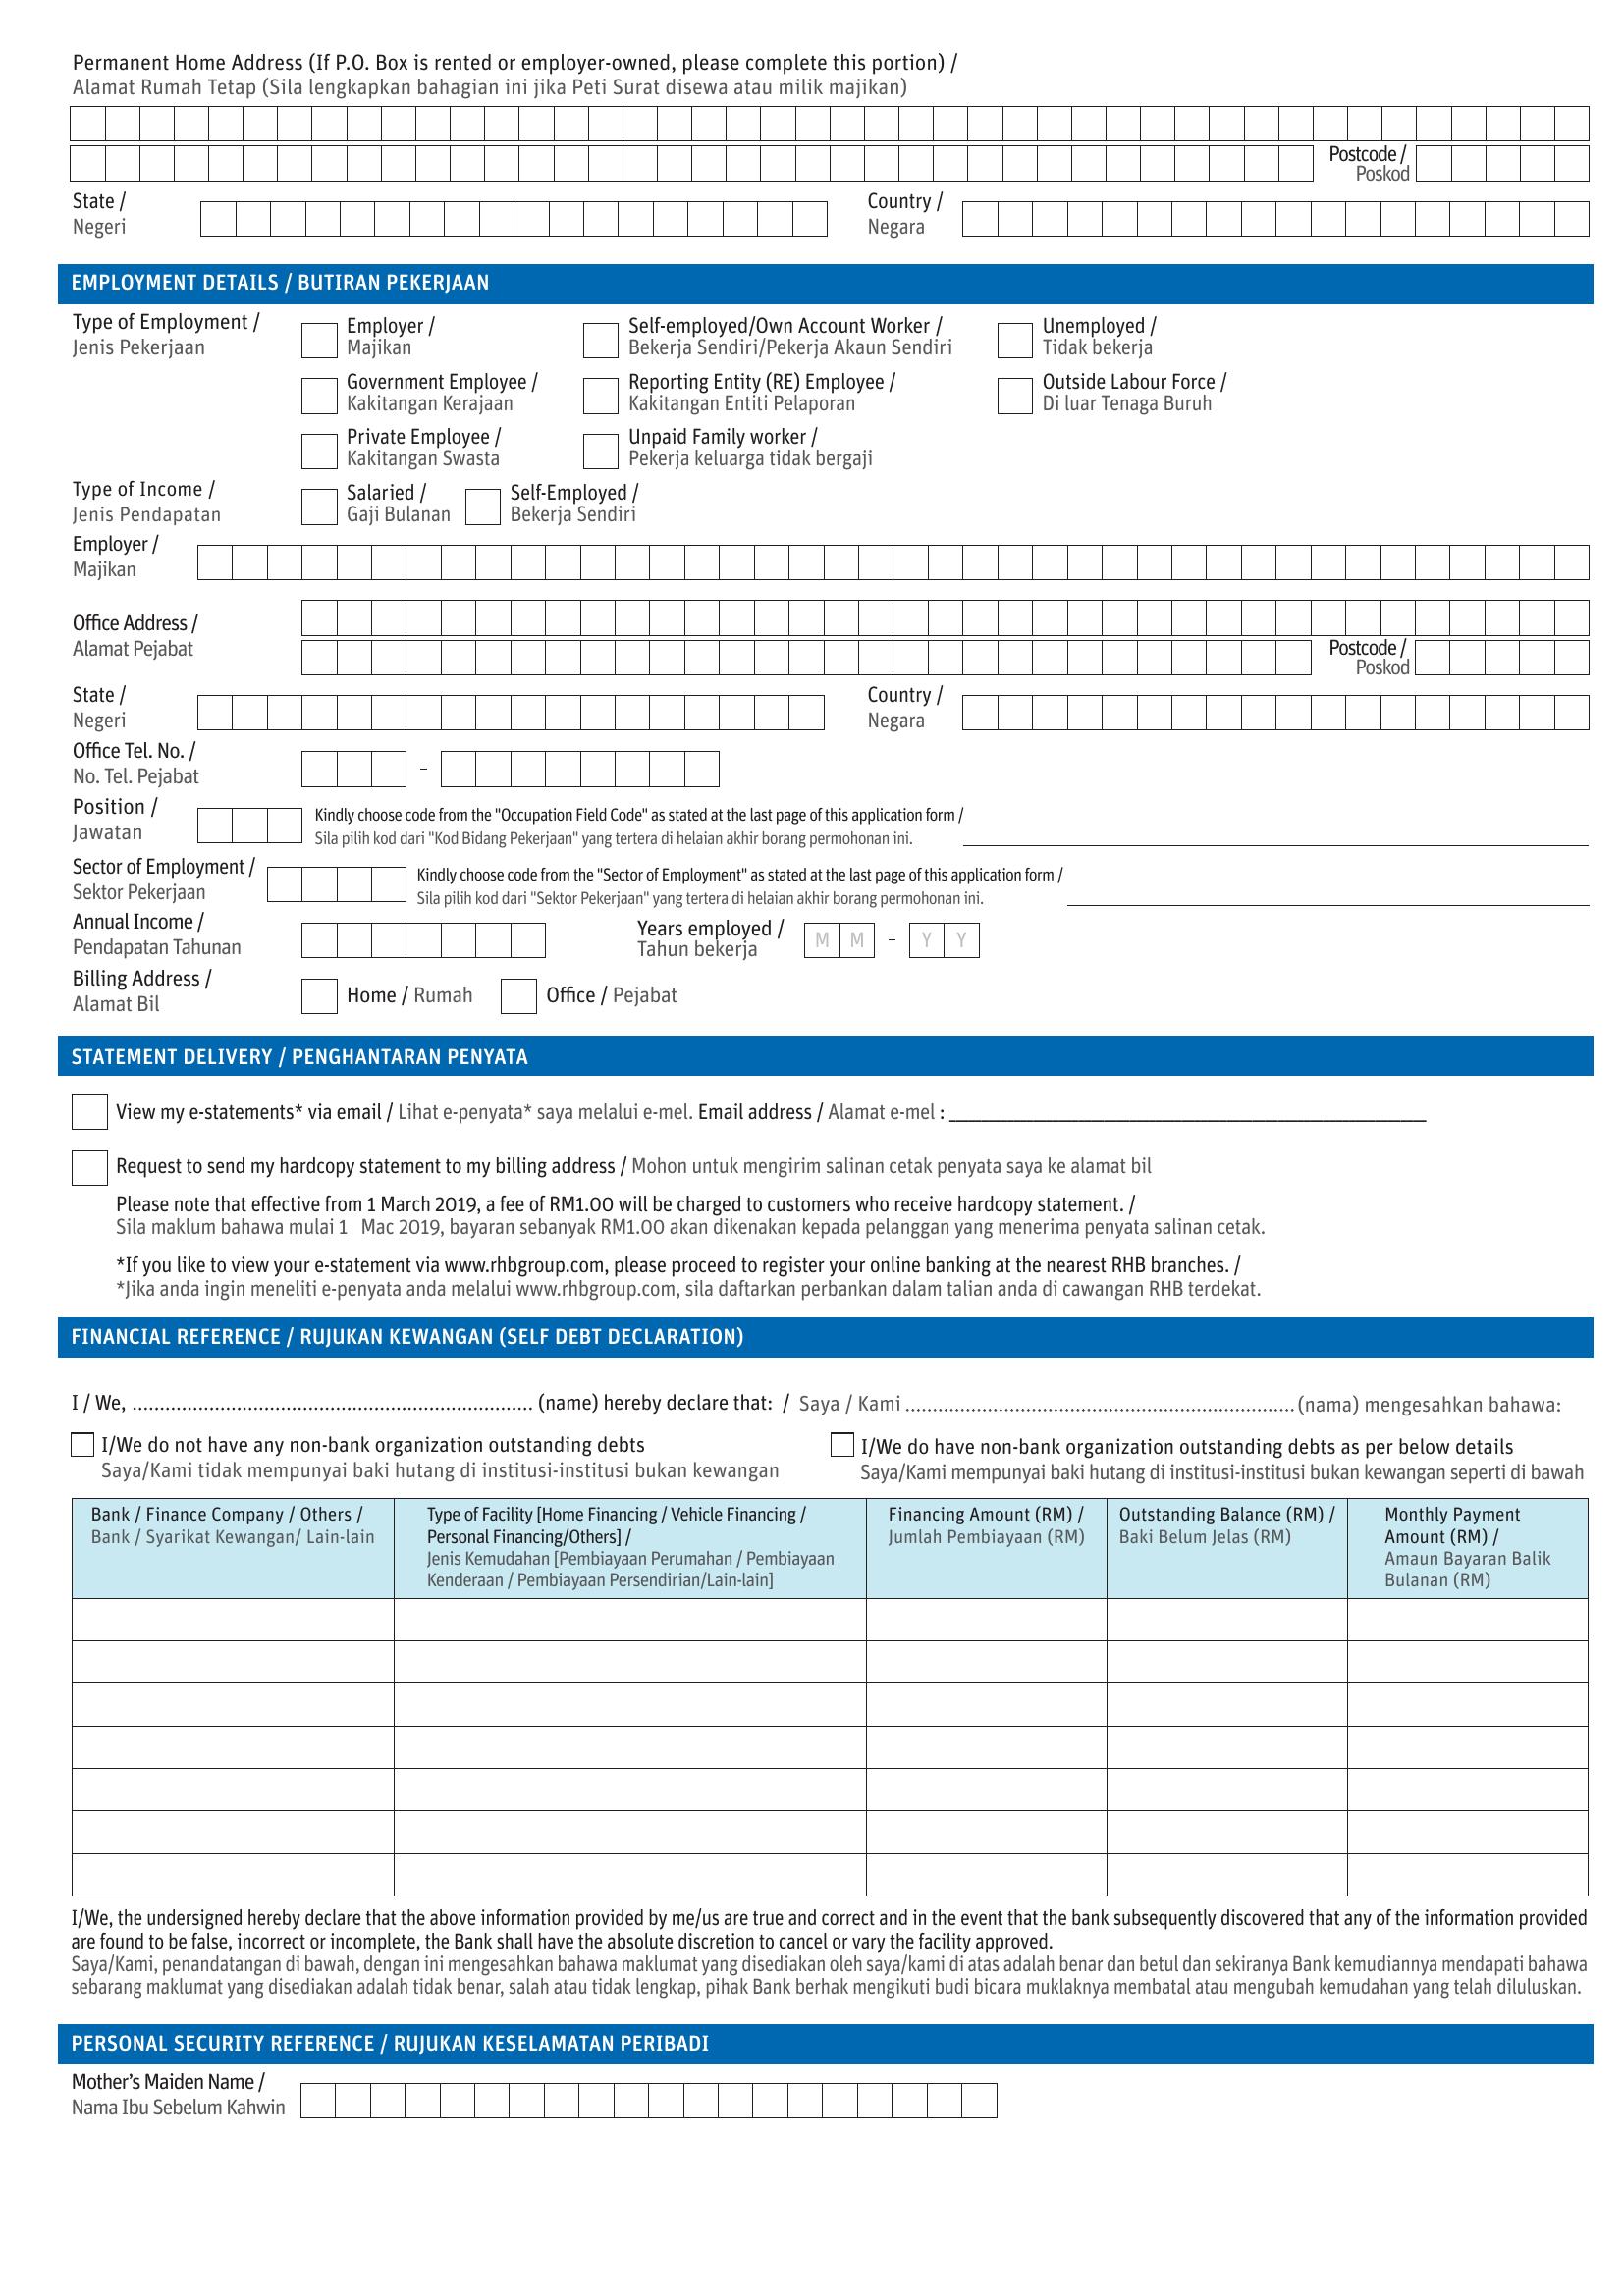 Permanent Home Address (If P.O. Box is rented or employer-owned, please complete this portion) /
Alamat Rumah Tetap (Sila lengkapkan bahagian ini jika Peti Surat disewa atau milik majikan)
Postcode /
Poskod
State /
Negeri
Country /
Negara
EMPLOYMENT DETAILS / BUTIRAN PEKERJAAN
Type of Employment /
Jenis Pekerjaan
Employer /
Majikan
Self-employed/Own Account Worker /
Bekerja Sendiri/Pekerja Akaun Sendiri
Unemployed /
Tidak bekerja
Government Employee /
Kakitangan Kerajaan
Reporting Entity (RE) Employee /
Kakitangan Entiti Pelaporan
Outside Labour Force /
Di luar Tenaga Buruh
Private Employee /
Kakitangan Swasta
Unpaid Family worker /
Pekerja keluarga tidak bergaji
Type of Income /
Jenis Pendapatan
Salaried /
Gaji Bulanan
Self-Employed /
Bekerja Sendiri
Employer /
Majikan
Office Address /
Alamat Pejabat
Postcode /
Poskod
State /
Negeri
Country /
Negara
Office Tel. No. /
No. Tel. Pejabat
–
Position /
Jawatan
Kindly choose code from the "Occupation Field Code" as stated at the last page of this application form /
Sila pilih kod dari "Kod Bidang Pekerjaan" yang tertera di helaian akhir borang permohonan ini.
Sector of Employment /
Sektor Pekerjaan
Kindly choose code from the "Sector of Employment" as stated at the last page of this application form /
Sila pilih kod dari "Sektor Pekerjaan" yang tertera di helaian akhir borang permohonan ini.
Annual Income /
Pendapatan Tahunan
Years employed /
Tahun bekerja
M M – Y Y
Billing Address /
Alamat Bil
Home / Rumah
Office / Pejabat
STATEMENT DELIVERY / PENGHANTARAN PENYATA
View my e-statements* via email / Lihat e-penyata* saya melalui e-mel. Email address / Alamat e-mel : ____________________
Request to send my hardcopy statement to my billing address / Mohon untuk mengirim salinan cetak penyata saya ke alamat bil
Please note that effective from 1 March 2019, a fee of RM1.00 will be charged to customers who receive hardcopy statement. /
Sila maklum bahawa mulai 1 Mac 2019, bayaran sebanyak RM1.00 akan dikenakan kepada pelanggan yang menerima penyata salinan cetak.
*If you like to view your e-statement via www.rhbgroup.com, please proceed to register your online banking at the nearest RHB branches. /
*Jika anda ingin meneliti e-penyata anda melalui www.rhbgroup.com, sila daftarkan perbankan dalam talian anda di cawangan RHB terdekat.
FINANCIAL REFERENCE / RUJUKAN KEWANGAN (SELF DEBT DECLARATION)
I / We, .......................................................................... (name) hereby declare that: / Saya / Kami ........................................................................ (nama) mengesahkan bahawa:
I/We do not have any non-bank organization outstanding debts
Saya/Kami tidak mempunyai baki hutang di institusi-institusi bukan kewangan
I/We do have non-bank organization outstanding debts as per below details
Saya/Kami mempunyai baki hutang di institusi-institusi bukan kewangan seperti di bawah
Bank / Finance Company / Others /
Bank / Syarikat Kewangan/ Lain-lain
Type of Facility [Home Financing / Vehicle Financing /
Personal Financing/Others] /
Jenis Kemudahan [Pembiayaan Perumahan / Pembiayaan
Kenderaan / Pembiayaan Persendirian/Lain-lain]
Financing Amount (RM) /
Jumlah Pembiayaan (RM)
Outstanding Balance (RM) /
Baki Belum Jelas (RM)
Monthly Payment
Amount (RM) /
Amaun Bayaran Balik
Bulanan (RM)
I/We, the undersigned hereby declare that the above information provided by me/us are true and correct and in the event that the bank subsequently discovered that any of the information provided
are found to be false, incorrect or incomplete, the Bank shall have the absolute discretion to cancel or vary the facility approved.
Saya/Kami, penandatangan di bawah, dengan ini mengesahkan bahawa maklumat yang disediakan oleh saya/kami di atas adalah benar dan betul dan sekiranya Bank kemudiannya mendapati bahawa
sebarang maklumat yang disediakan adalah tidak benar, salah atau tidak lengkap, pihak Bank berhak mengikuti budi bicara muklaknya membatal atau mengubah kemudahan yang telah diluluskan.
PERSONAL SECURITY REFERENCE / RUJUKAN KESELAMATAN PERIBADI
Mother’s Maiden Name /
Nama Ibu Sebelum Kahwin